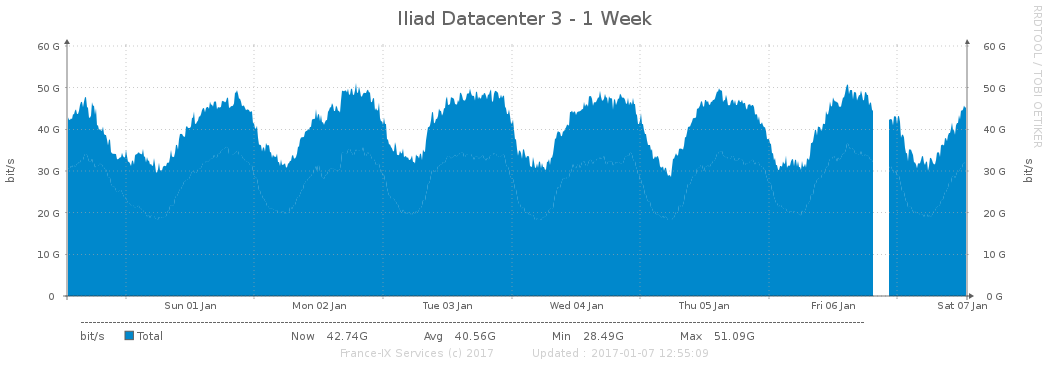 Iliad Datacenter 3 - 1 Week
RRDTOOL / TOBI OETIKER
60 G 60 G
50 G 50 G
40 G 40 G
30 G 30 G
20 G 20 G
10 G 10 G
0 0 G
bit/s bit/s
Sun 01 Jan Mon 02 Jan Tue 03 Jan Wed 04 Jan Thu 05 Jan Fri 06 Jan Sat 07 Jan
bit/s Total Now 42.74G Avg 40.56G Min 28.49G Max 51.09G
France-IX Services (c) 2017 Updated : 2017-01-07 12:55:09